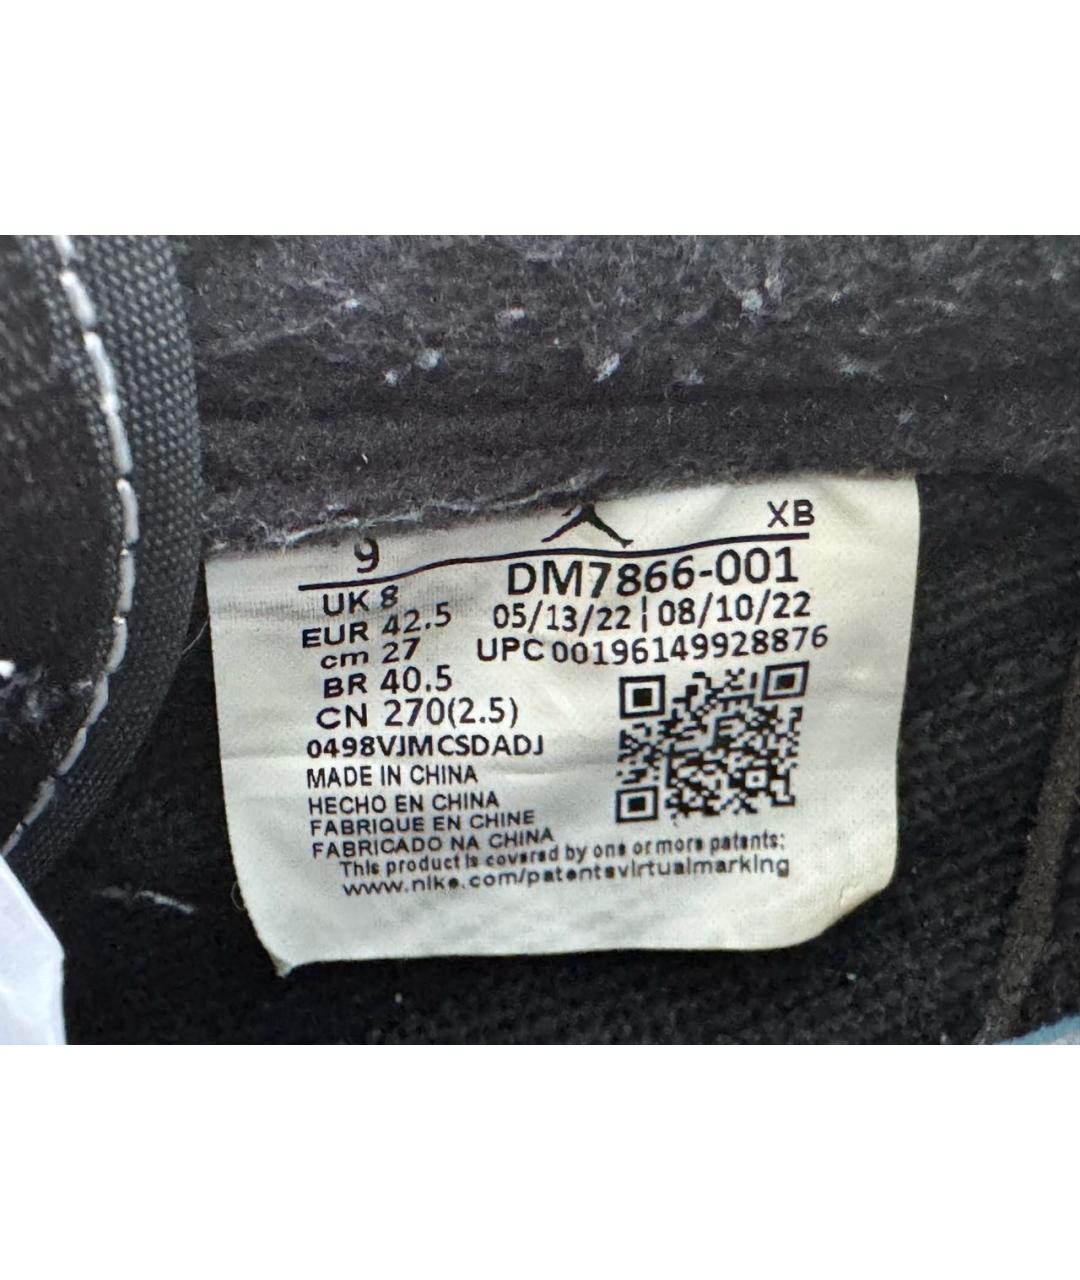 9
XB
UK 8
EUR 42.5
cm 27
BR 40.5
CN 270(2.5)
DM7866-001
05/13/22 | 08/10/22
UPC 00196149928876
0498VJMCSDADJ
MADE IN CHINA
HECHO EN CHINA
FABRIQUE EN CHINE
FABRICADO NA CHINA
This product is covered by one or more patents:
www.nike.com/patentsvirtualmarking